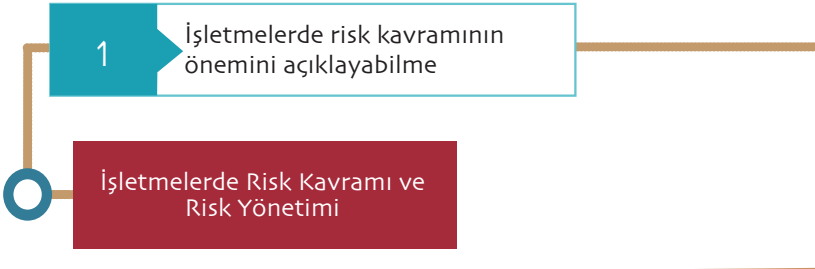 1
İşletmelerde risk kavramının
önemini açıklayabilme
İşletmelerde Risk Kavramı ve
Risk Yönetimi